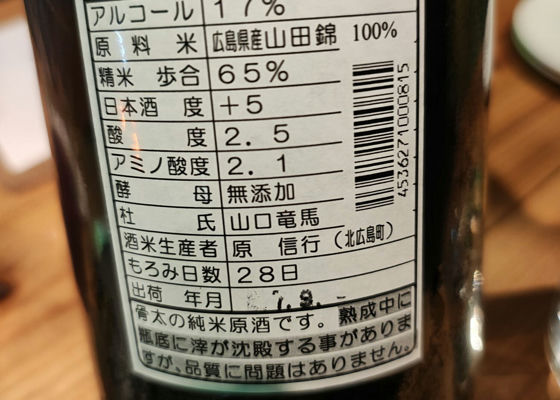 アルコール 17%
原料米 広島県産山田錦 100%
精米歩合 65%
日本酒度 +5
酸度 2.5
アミノ酸度 2.1
酵母 無添加
杜氏 山口竜馬
酒米生産者 原 信行(北広島町)
もろみ日数 28日
出荷年月
骨太の純米原酒です。熟成中に
瓶底に滓が沈殿する事がありま
すが、品質に問題はありません。
4536271000815